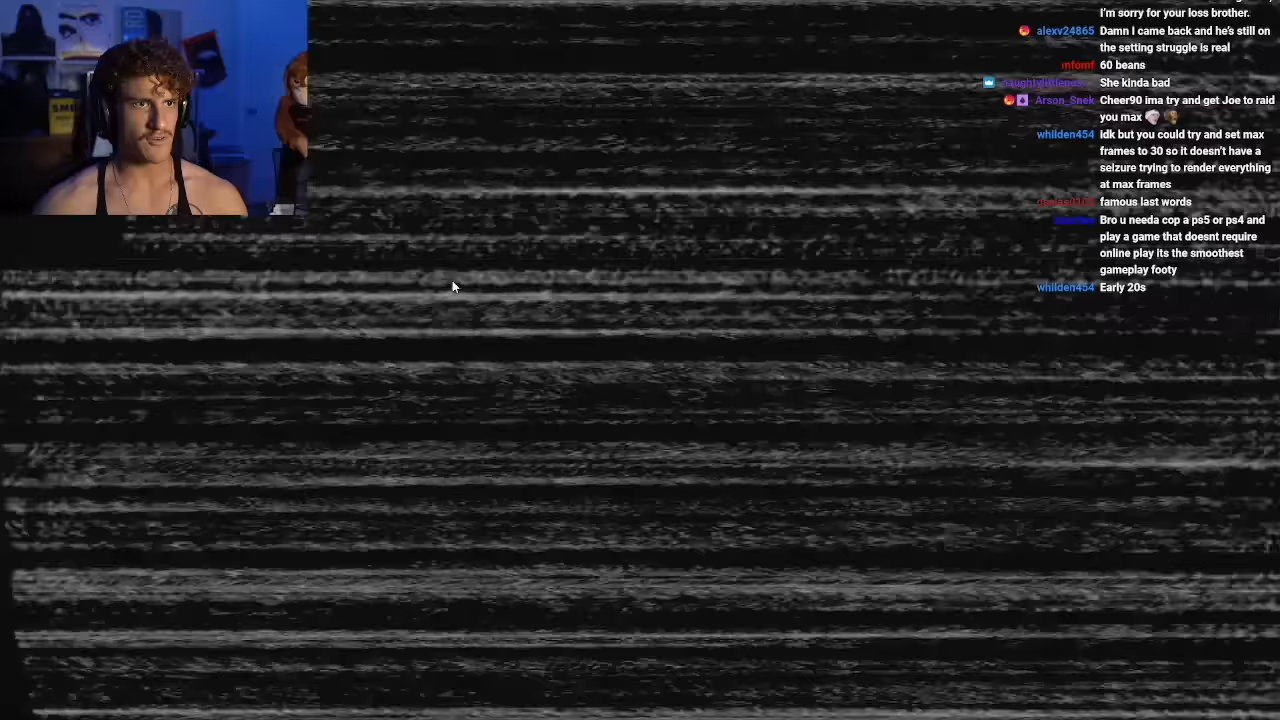 I'm sorry for your loss brother.
alexv24865 Damn I came back and he's still on
the setting struggle is real
mfomf 60 beans
She kinda bad
Arson_Snek Cheer90 ima try and get Joe to raid
you max
whilden454 idk but you could try and set max
frames to 30 so it doesn't have a
seizure trying to render everything
at max frames
famous last words
Bro u needa cop a ps5 or ps4 and
play a game that doesnt require
online play its the smoothest
gameplay footy
whilden454 Early 20s